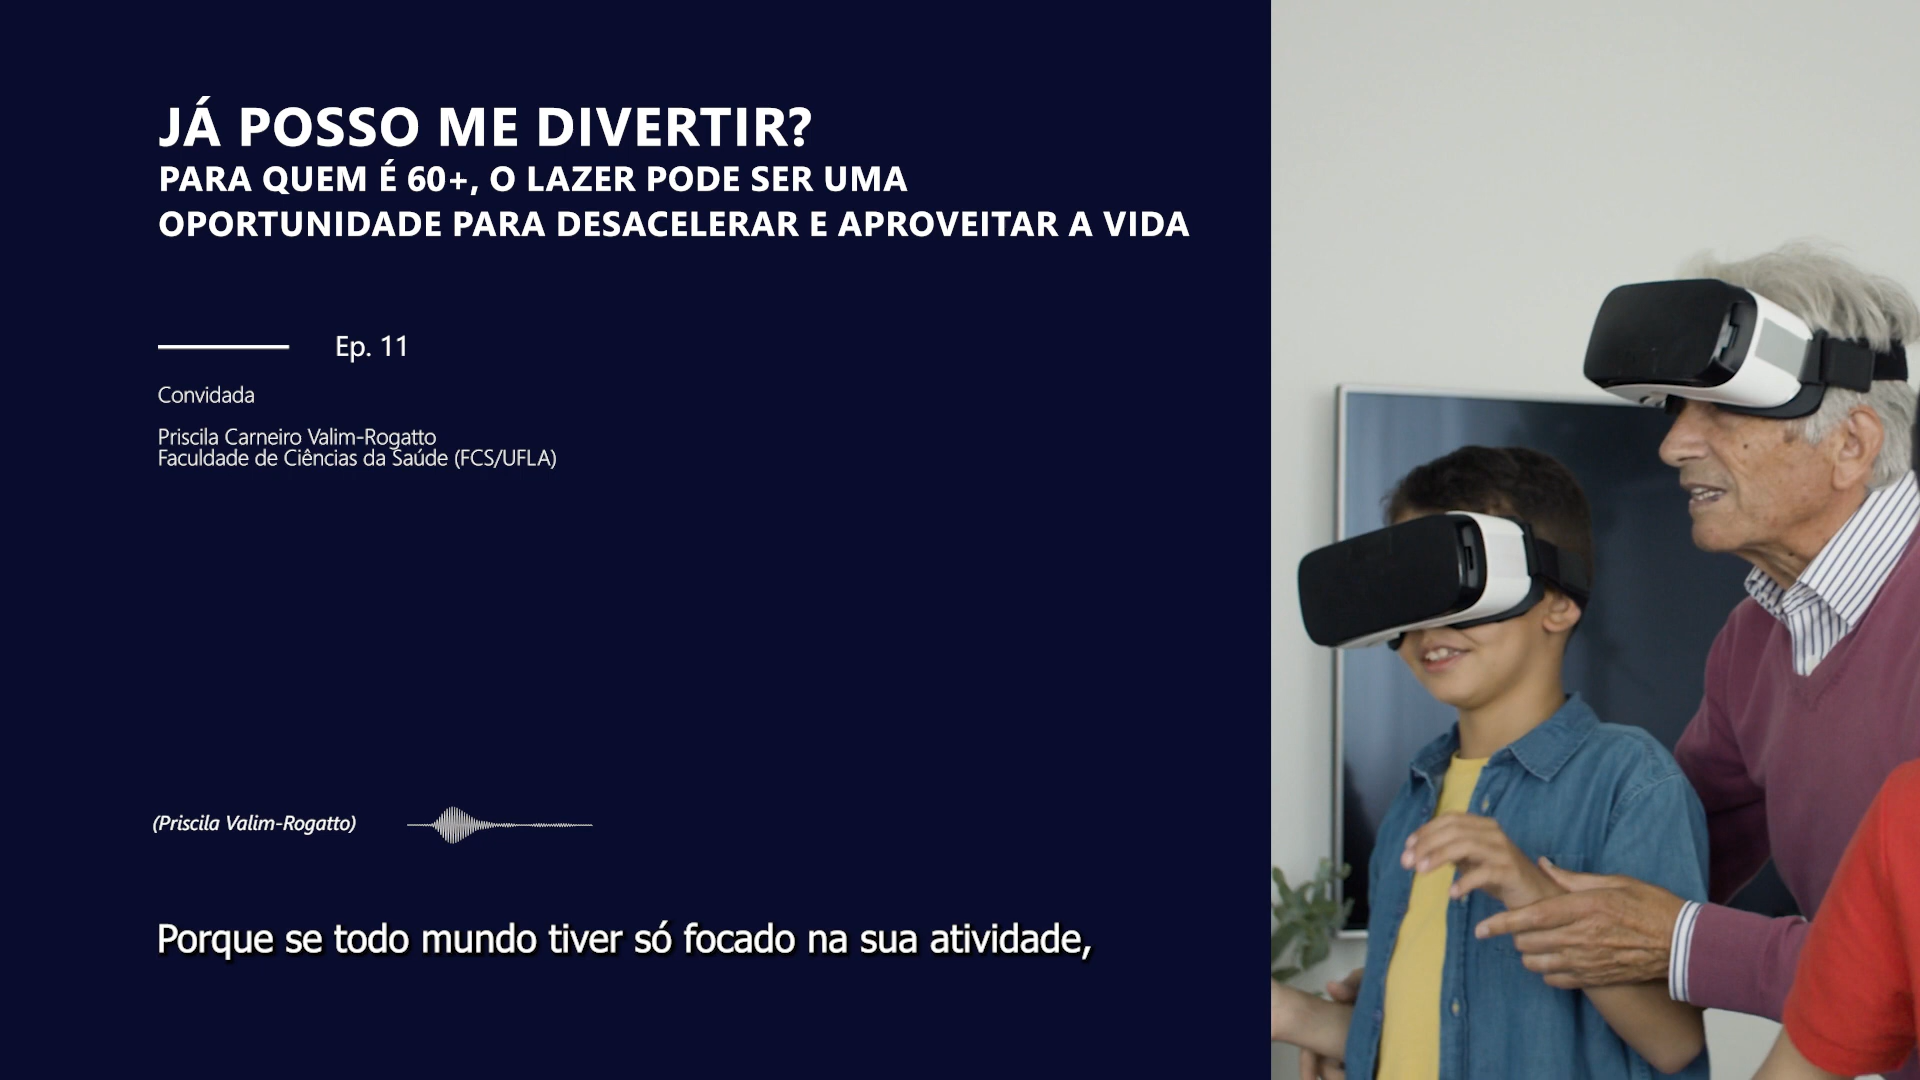 JÁ POSSO ME DIVERTIR?
PARA QUEM É 60+, O LAZER PODE SER UMA
OPORTUNIDADE PARA DESACELERAR E APROVEITAR A VIDA
Ep. 11
Convidada
Priscila Carneiro Valim-Rogatto
Faculdade de Ciências da Saúde (FCS/UFLA)
(Priscila Valim-Rogatto)
Porque se todo mundo tiver só focado na sua atividade,